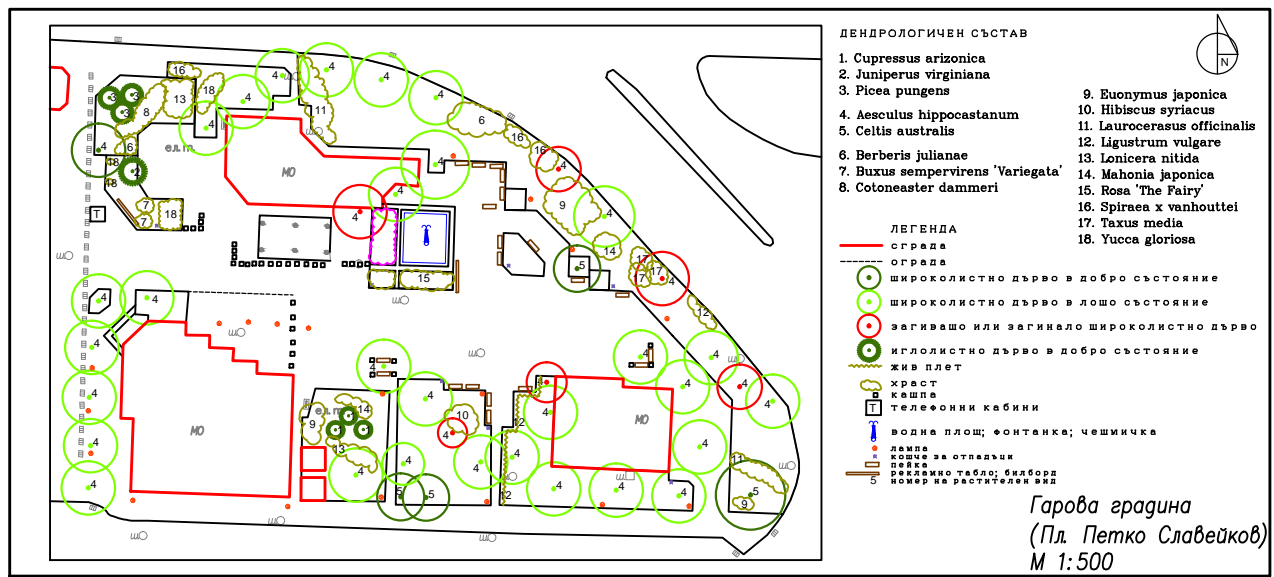 ДЕНДРОЛОГИЧЕН СЪСТАВ
1. Cupressus arizonica
2. Juniperus virginiana
3. Picea pungens
4. Aesculus hippocastanum
5. Celtis australis
6. Berberis julianae
7. Buxus sempervirens 'Variegata'
8. Cotoneaster dammeri
9. Euonymus japonica
10. Hibiscus syriacus
11. Laurocerasus officinalis
12. Ligustrum vulgare
13. Lonicera nitida
14. Mahonia japonica
15. Rosa 'The Fairy'
16. Spiraea x vanhouttei
17. Taxus media
18. Yucca gloriosa
N
ЛЕГЕНДА
сграда
ограда
широколистно дърво в добро състояние
широколистно дърво в лошо състояние
загивашо или загинало широколистно дърво
иглолистно дърво в добро състояние
жив плет
храст
кашпа
Т телефонни кабини
водна площ; фонтанка; чешмичка
лампа
кошче за отпадъци
пейка
рекламно табло; билборд
5 номер на растителен вид
Гарова градина
(Пл. Петко Славейков)
М 1:500
МО
МО
МО
ел.т.
ел.т.
Т